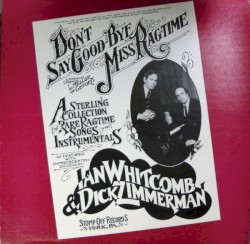 DON'T
SAY GOOD-BYE
MISS RAGTIME
A
STERLING
COLLECTION
OF RARE RAGTIME
SONGS AND
INSTRUMENTALS
IAN WHITCOMB
& DICK ZIMMERMAN
STOMP OFF RECORDS
YORK, PA.